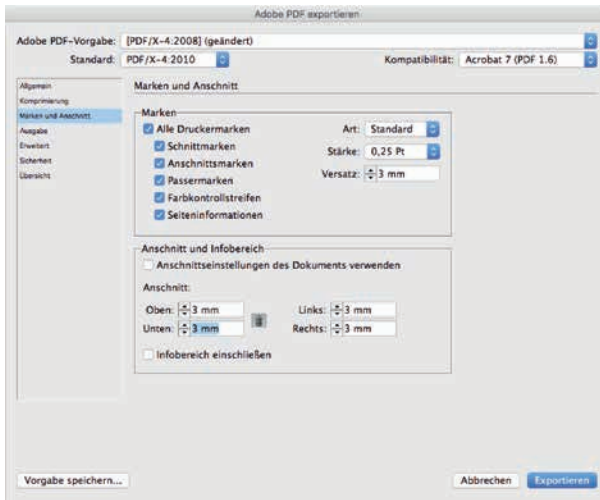 Adobe PDF exportieren
Adobe PDF-Vorgabe: [PDF/X-4:2008] (geändert)
Standard: PDF/X-4:2010 Kompatibilität: Acrobat 7 (PDF 1.6)
Allgemein
Komprimierung
Marken und Anschnitt
Ausgabe
Erweitert
Sicherheit
Übersicht
Marken und Anschnitt
Marken
Alle Druckermarken Art: Standard
Schnittmarken Stärke: 0,25 Pt
Anschnittsmarken
Passermarken Versatz: 3 mm
Farbkontrollstreifen
Seiteninformationen
Anschnitt und Infobereich
Anschnittseinstellungen des Dokuments verwenden
Anschnitt:
Oben: 3 mm Links: 3 mm
Unten: 3 mm Rechts: 3 mm
Infobereich einschließen
Vorgabe speichern... Abbrechen Exportieren